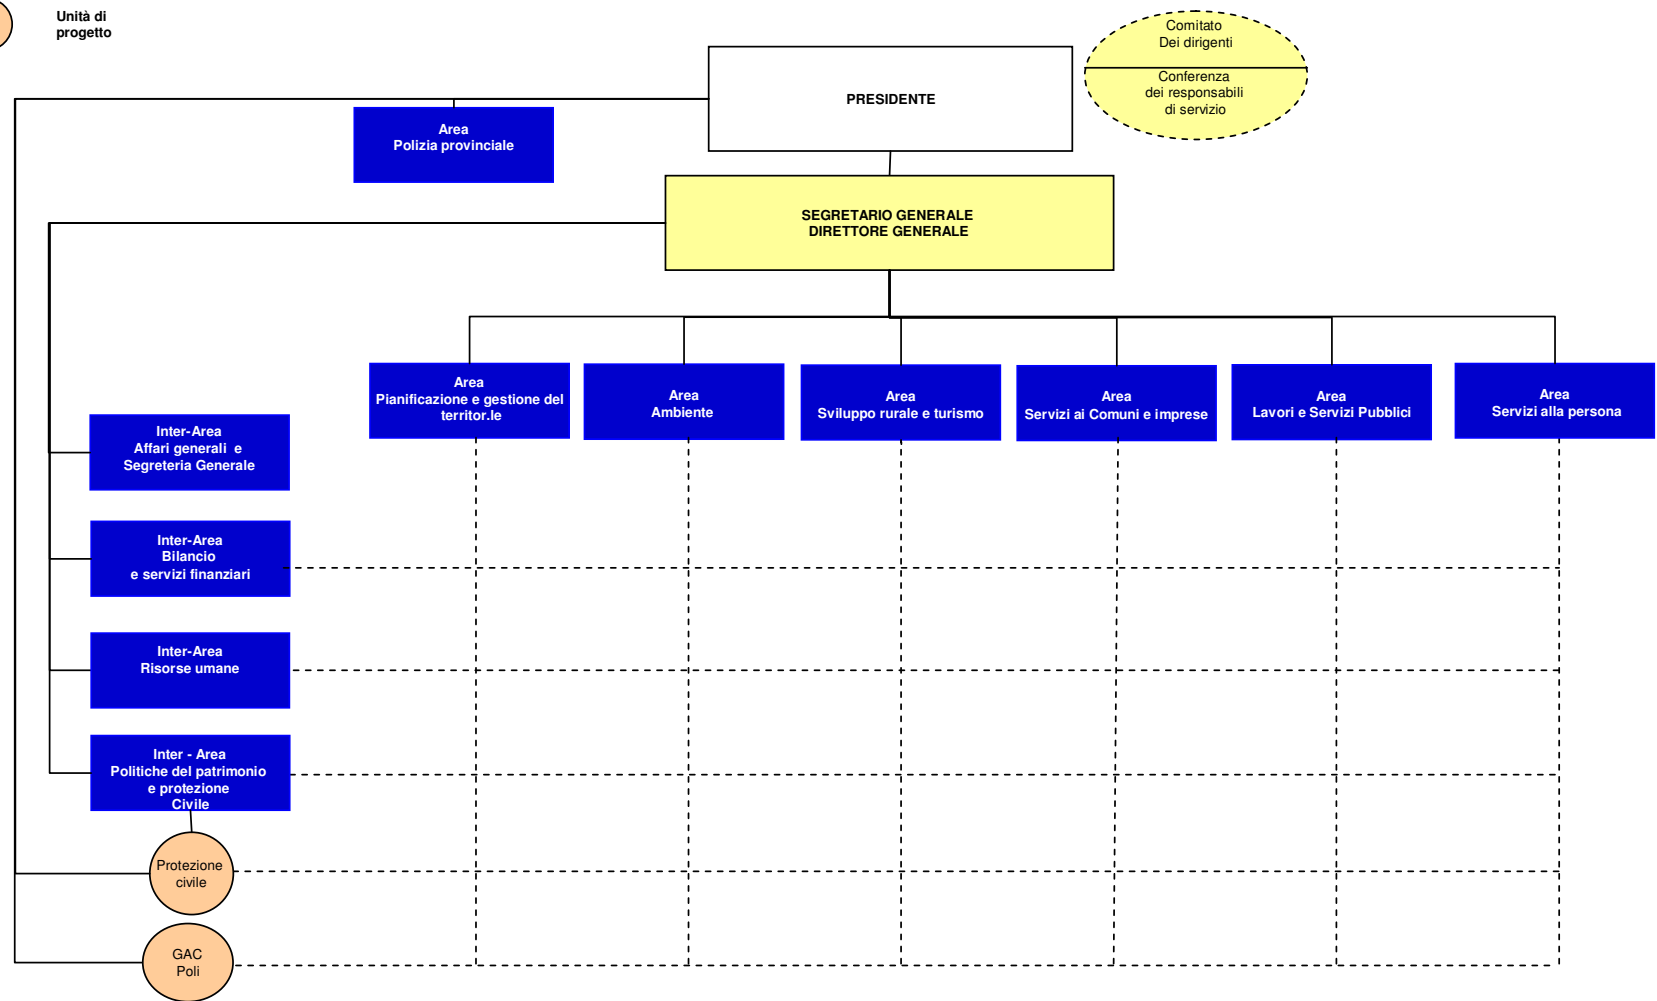 Unità di
progetto
Comitato
Dei dirigenti
Conferenza
dei responsabili
di servizio
PRESIDENTE
Area
Polizia provinciale
SEGRETARIO GENERALE
DIRETTORE GENERALE
Area
Pianificazione e gestione del
territor.le
Area
Ambiente
Area
Sviluppo rurale e turismo
Area
Servizi ai Comuni e imprese
Area
Lavori e Servizi Pubblici
Area
Servizi alla persona
Inter-Area
Affari generali e
Segreteria Generale
Inter-Area
Bilancio
e servizi finanziari
Inter-Area
Risorse umane
Inter - Area
Politiche del patrimonio
e protezione
Civile
Protezione
civile
GAC
Poli